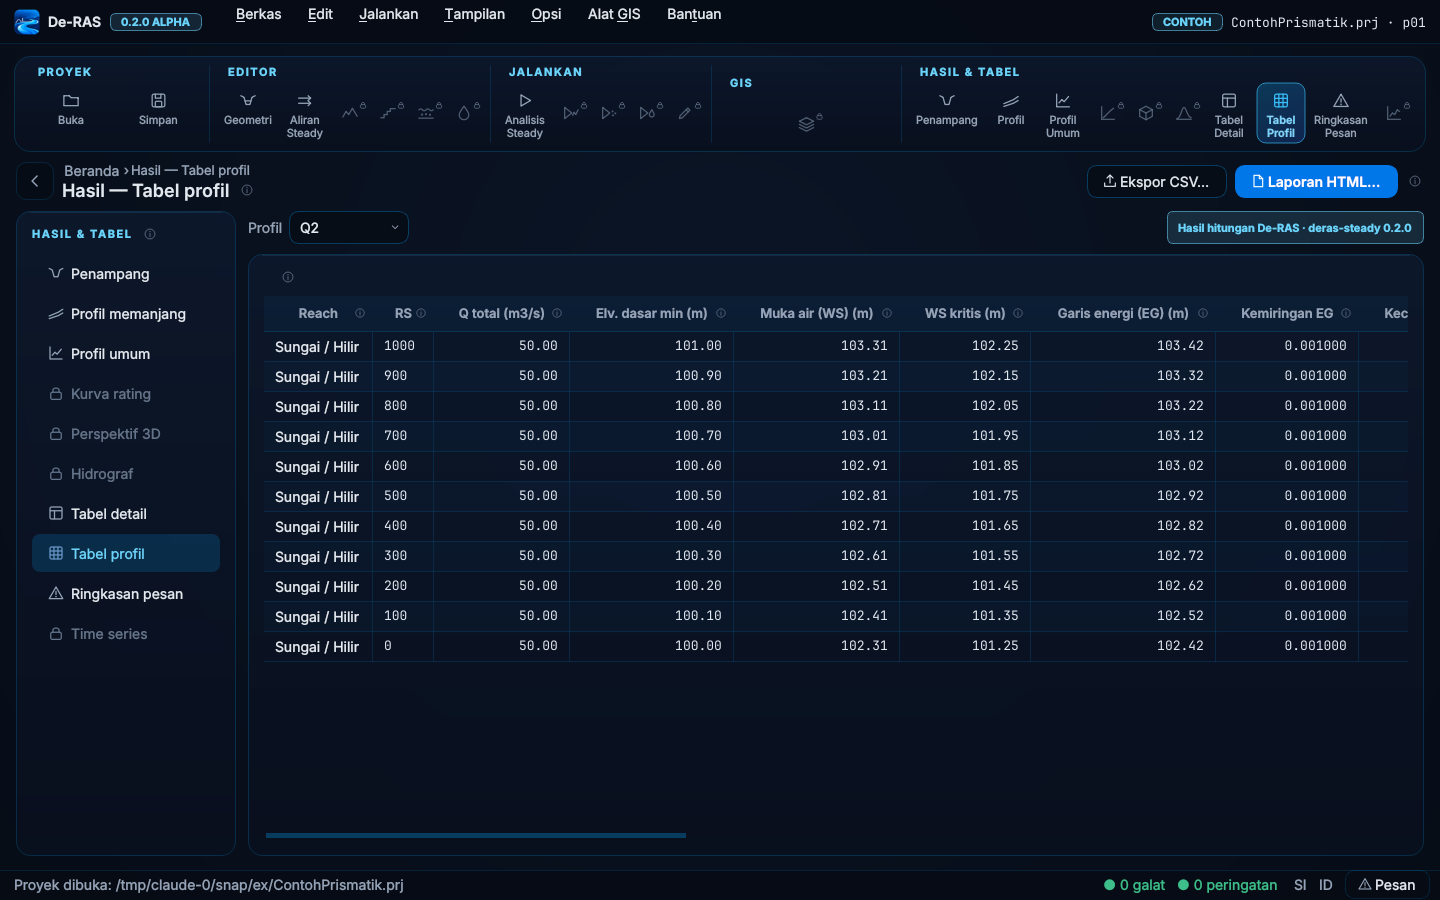 De-RAS 0.2.0 ALPHA Berkas Edit Jalankan Tampilan Opsi Alat GIS Bantuan CONTOH ContohPrismatik.prj · p01
PROYEK EDITOR JALANKAN GIS HASIL & TABEL
Buka Simpan Geometri Aliran Steady Analisis Steady Penampang Profil Profil Umum Tabel Detail Tabel Profil Ringkasan Pesan
Beranda › Hasil — Tabel profil
Hasil — Tabel profil
Ekspor CSV... Laporan HTML...
HASIL & TABEL
Penampang
Profil memanjang
Profil umum
Kurva rating
Perspektif 3D
Hidrograf
Tabel detail
Tabel profil
Ringkasan pesan
Time series
Profil Q2 Hasil hitungan De-RAS · deras-steady 0.2.0
Reach RS Q total (m3/s) Elv. dasar min (m) Muka air (WS) (m) WS kritis (m) Garis energi (EG) (m) Kemiringan EG Kec
Sungai / Hilir 1000 50.00 101.00 103.31 102.25 103.42 0.001000
Sungai / Hilir 900 50.00 100.90 103.21 102.15 103.32 0.001000
Sungai / Hilir 800 50.00 100.80 103.11 102.05 103.22 0.001000
Sungai / Hilir 700 50.00 100.70 103.01 101.95 103.12 0.001000
Sungai / Hilir 600 50.00 100.60 102.91 101.85 103.02 0.001000
Sungai / Hilir 500 50.00 100.50 102.81 101.75 102.92 0.001000
Sungai / Hilir 400 50.00 100.40 102.71 101.65 102.82 0.001000
Sungai / Hilir 300 50.00 100.30 102.61 101.55 102.72 0.001000
Sungai / Hilir 200 50.00 100.20 102.51 101.45 102.62 0.001000
Sungai / Hilir 100 50.00 100.10 102.41 101.35 102.52 0.001000
Sungai / Hilir 0 50.00 100.00 102.31 101.25 102.42 0.001000
Proyek dibuka: /tmp/claude-0/snap/ex/ContohPrismatik.prj 0 galat 0 peringatan SI ID Pesan